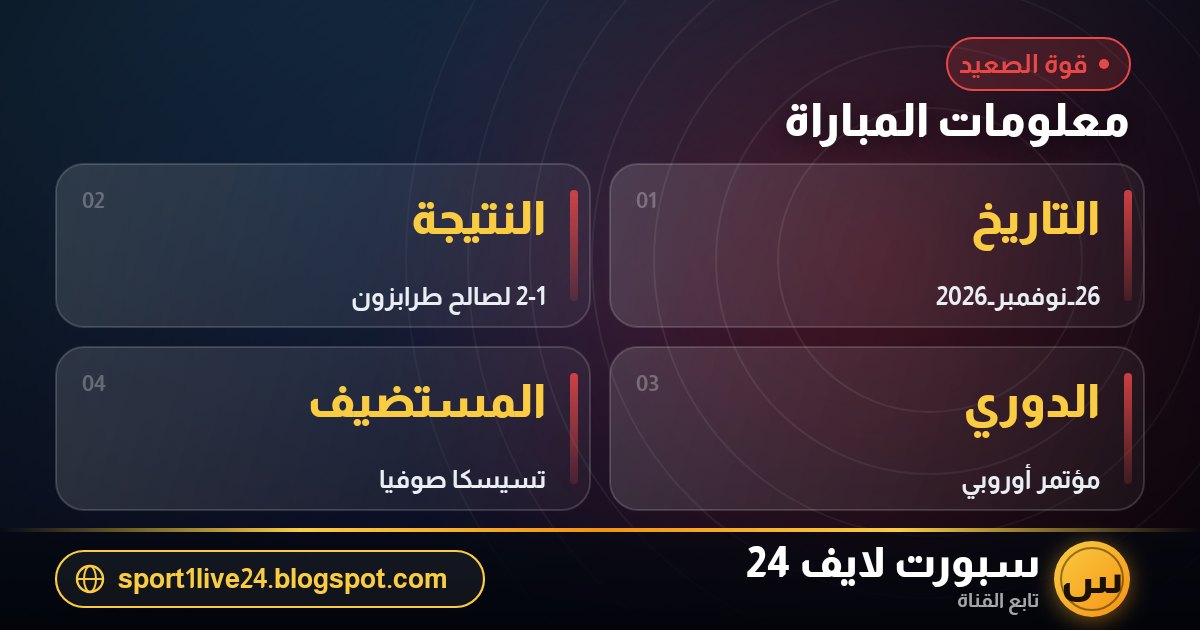 قوة الصعيد
معلومات المباراة
01
التاريخ
26ـنوفمبرـ2026
02
النتيجة
2-1 لصالح طرابزون
03
الدوري
مؤتمر أوروبي
04
المستضيف
تسيسكا صوفيا
س
سبورت لايف 24
تابع القناة
sport1live24.blogspot.com